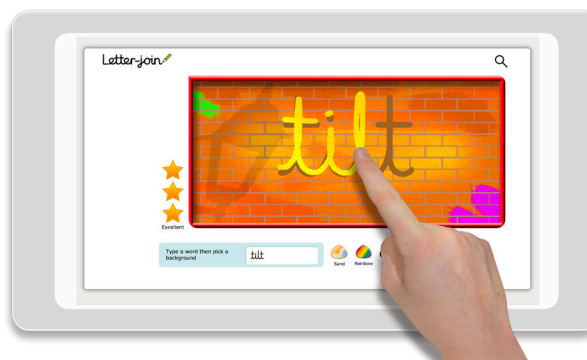 Letter-join
tilt
Excellent
Type a word then pick a
background
tilt
Sand
Rainbow